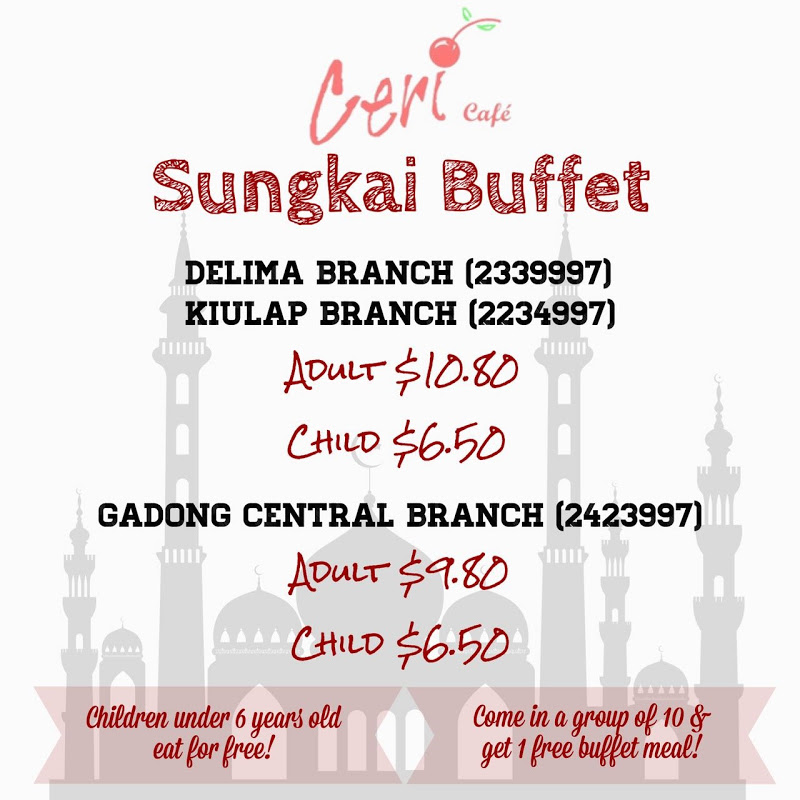 Ceri Café
Sungkai Buffet
DELIMA BRANCH (2339997)
KIULAP BRANCH (2234997)
ADULT $10.80
CHILD $6.50
GADONG CENTRAL BRANCH (2423997)
ADULT $9.80
CHILD $6.50
Children under 6 years old
eat for free!
Come in a group of 10 &
get 1 free buffet meal!